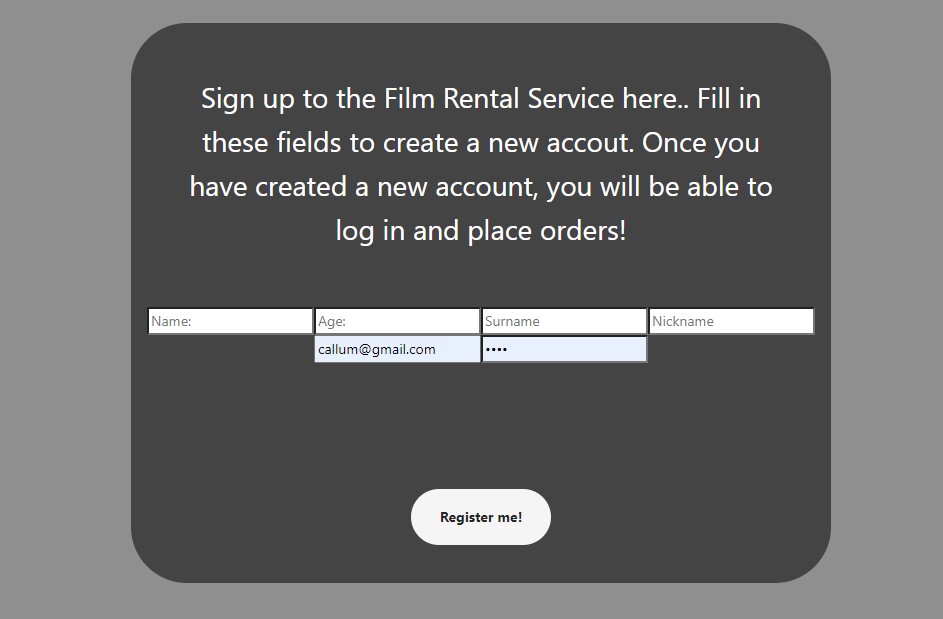 Sign up to the Film Rental Service here.. Fill in
these fields to create a new accout. Once you
have created a new account, you will be able to
log in and place orders!
Name: Age: Surname Nickname
callum@gmail.com ••••
Register me!